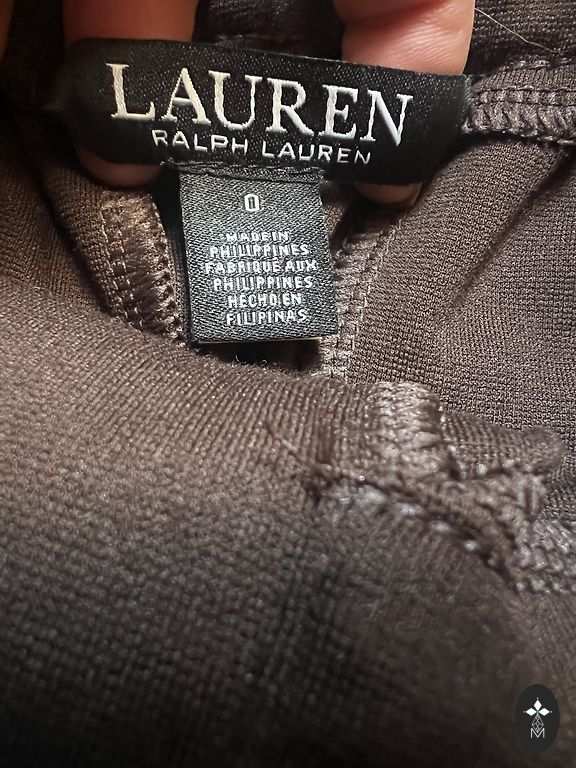 LAUREN
RALPH LAUREN
0
MADE IN
PHILIPPINES
FABRIQUE AUX
PHILIPPINES
HECHO EN
FILIPINAS
M